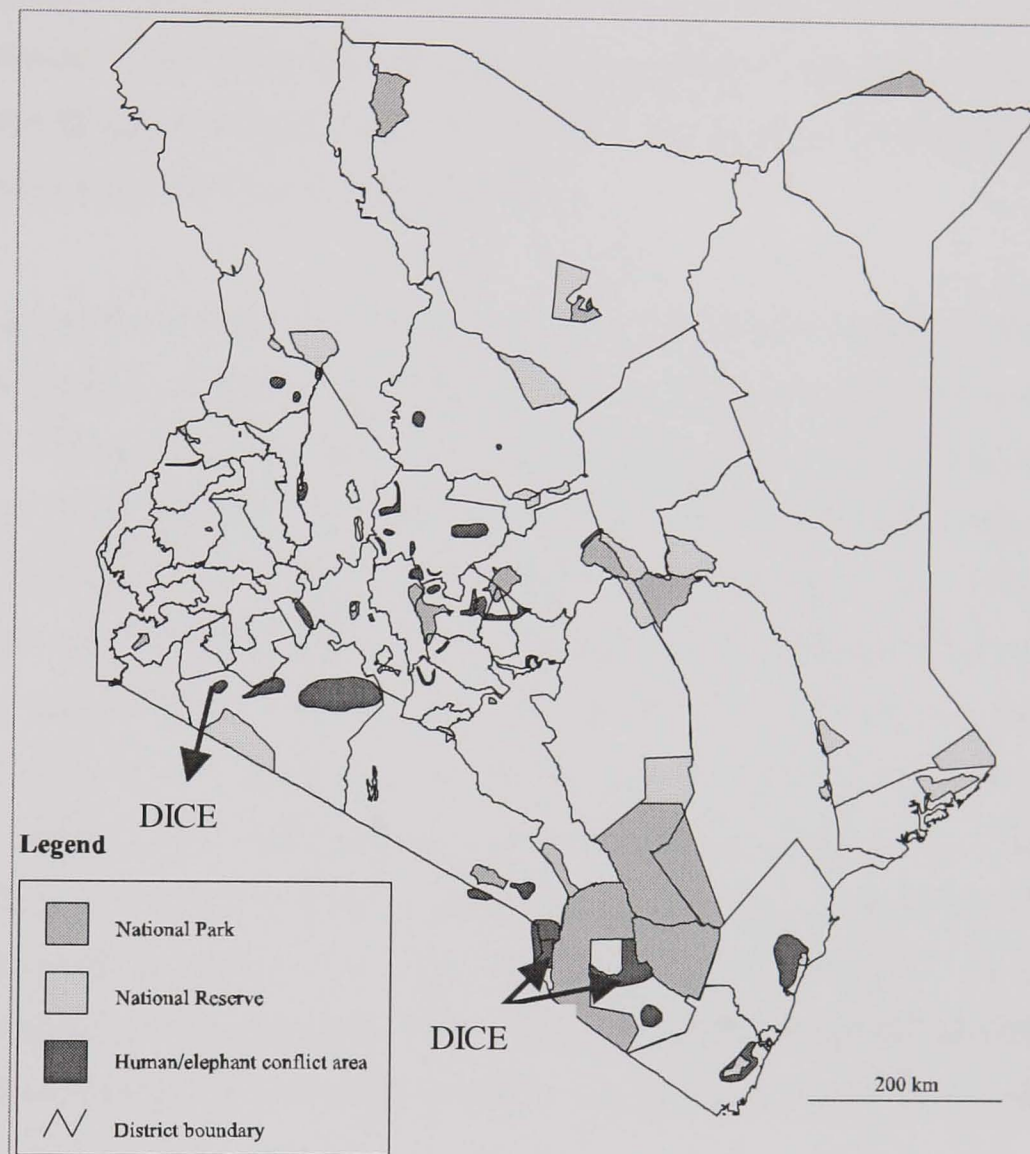 DICE
Legend
National Park
National Reserve
Human/elephant conflict area
District boundary
DICE
200 km